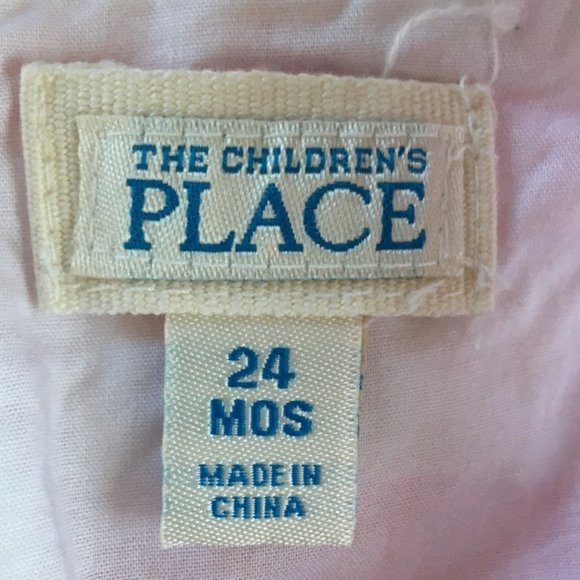 THE CHILDREN'S
PLACE
24
MOS
MADE IN
CHINA